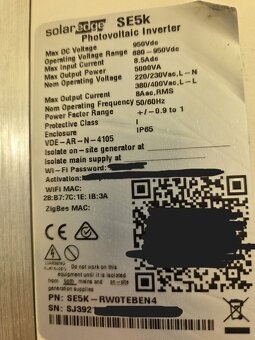 solaredge SE5k
Photovoltaic Inverter
Max DC Voltage 950Vdc
Operating Voltage Range 680-950Vdc
Max Input Current 8.5Adc
Max Output Power 5000VA
Nom Operating Voltage 220/230Vac,L-N
380/400Vac,L-L
Max Output Current 8Aac,RMS
Nom Operating Frequency 50/60Hz
Power Factor Range +/-0.9 to 1
Protective Class I
Enclosure IP65
VDE-AR-N-4105
Isolate on-site generator at
Isolate main supply at
Wi-Fi Password:
Activation:
WiFi MAC:
28:B7:7C:1E:1B:3A
ZigBee MAC:
CE
Do not work on this
equipment until it is isolated
from both mains and on-site
generation supplies
PN: SE5K-RW0TEBEN4
SN: SJ392